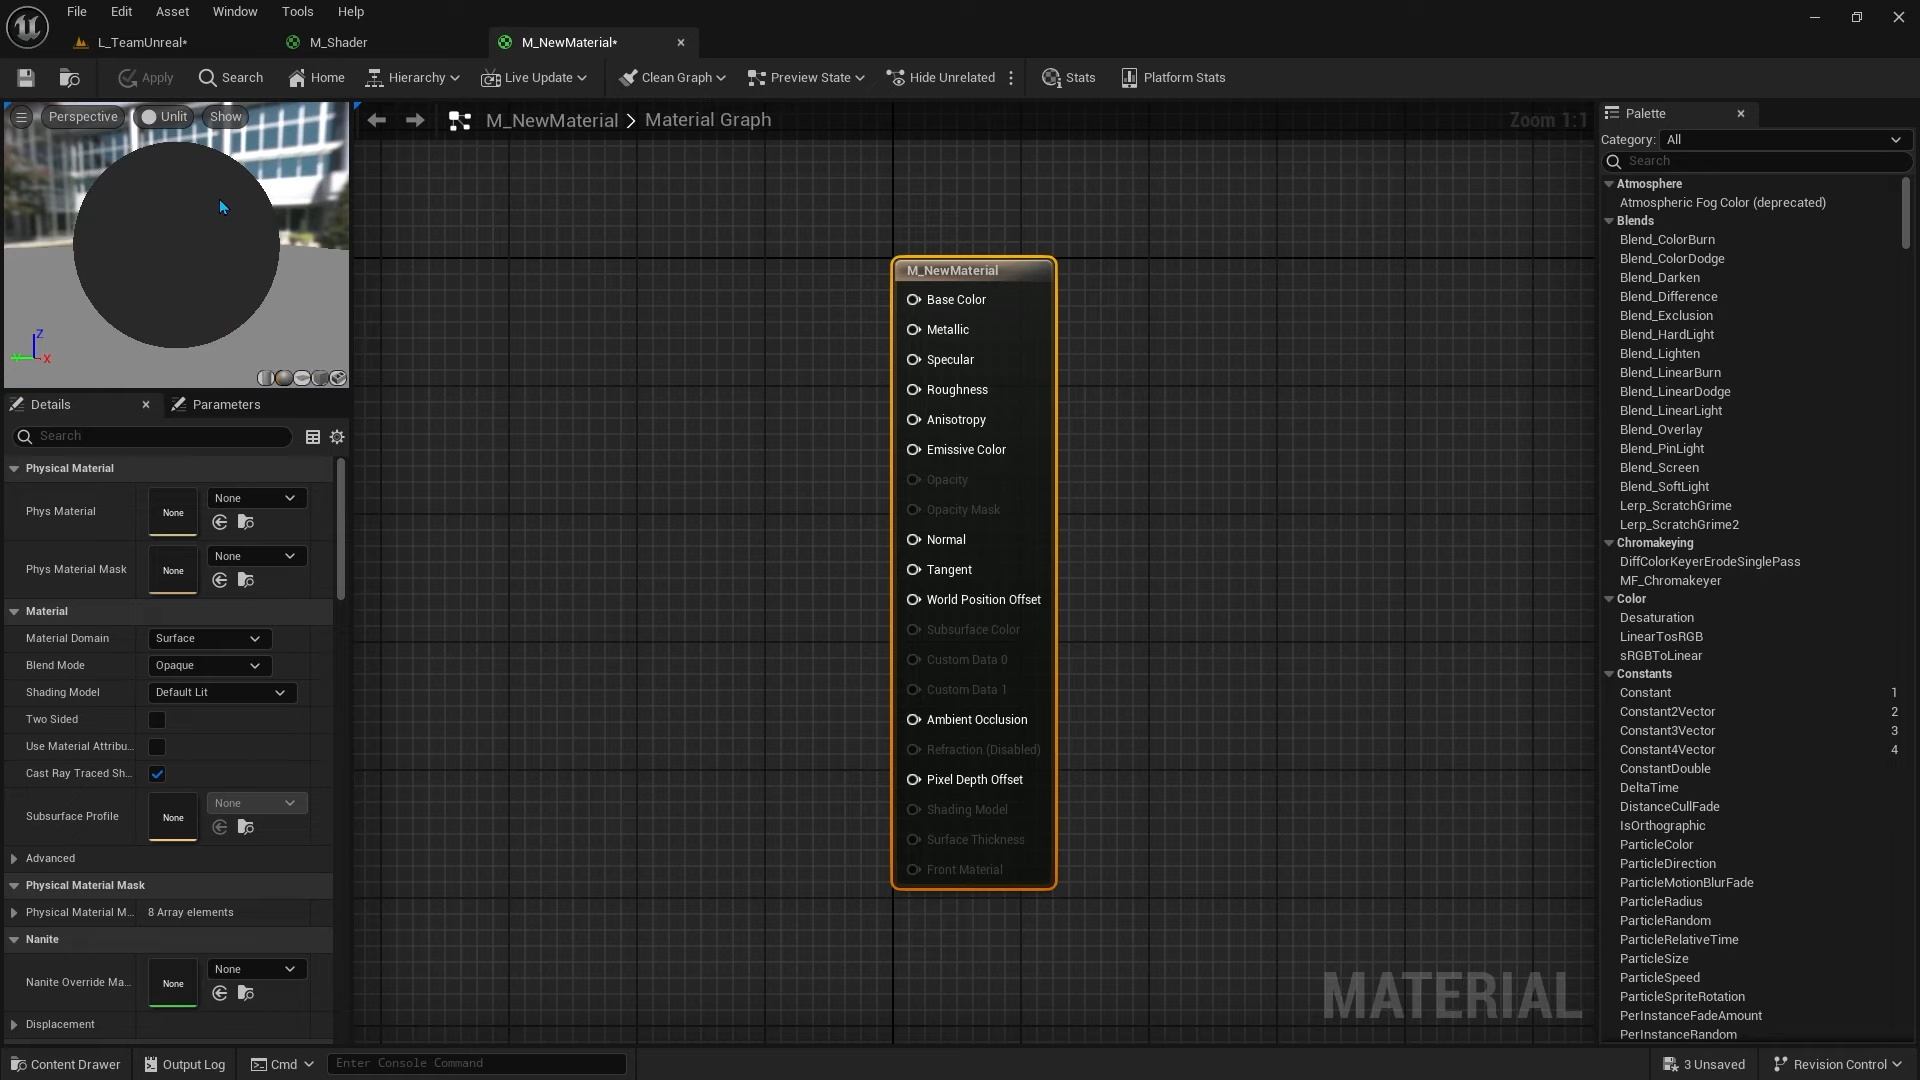 File Edit Asset Window Tools Help
L_TeamUnreal* M_Shader M_NewMaterial*
Apply Search Home Hierarchy Live Update Clean Graph Preview State Hide Unrelated Stats Platform Stats
Perspective Unlit Show
Z
Y X
M_NewMaterial > Material Graph
Zoom 1:1
M_NewMaterial
Base Color
Metallic
Specular
Roughness
Anisotropy
Emissive Color
Opacity
Opacity Mask
Normal
Tangent
World Position Offset
Subsurface Color
Custom Data 0
Custom Data 1
Ambient Occlusion
Refraction (Disabled)
Pixel Depth Offset
Shading Model
Surface Thickness
Front Material
MATERIAL
Details Parameters
Search
Physical Material
Phys Material None None
Phys Material Mask None None
Material
Material Domain Surface
Blend Mode Opaque
Shading Model Default Lit
Two Sided
Use Material Attribu...
Cast Ray Traced Sh...
Subsurface Profile None None
Advanced
Physical Material Mask
Physical Material M... 8 Array elements
Nanite
Nanite Override Ma... None None
Displacement
Palette
Category: All
Search
Atmosphere
Atmospheric Fog Color (deprecated)
Blends
Blend_ColorBurn
Blend_ColorDodge
Blend_Darken
Blend_Difference
Blend_Exclusion
Blend_HardLight
Blend_Lighten
Blend_LinearBurn
Blend_LinearDodge
Blend_LinearLight
Blend_Overlay
Blend_PinLight
Blend_Screen
Blend_SoftLight
Lerp_ScratchGrime
Lerp_ScratchGrime2
Chromakeying
DiffColorKeyerErodeSinglePass
MF_Chromakeyer
Color
Desaturation
LinearTosRGB
sRGBToLinear
Constants
Constant 1
Constant2Vector 2
Constant3Vector 3
Constant4Vector 4
ConstantDouble
DeltaTime
DistanceCullFade
IsOrthographic
ParticleColor
ParticleDirection
ParticleMotionBlurFade
ParticleRadius
ParticleRandom
ParticleRelativeTime
ParticleSize
ParticleSpeed
ParticleSpriteRotation
PerInstanceFadeAmount
PerInstanceRandom
Content Drawer Output Log Cmd Enter Console Command 3 Unsaved Revision Control